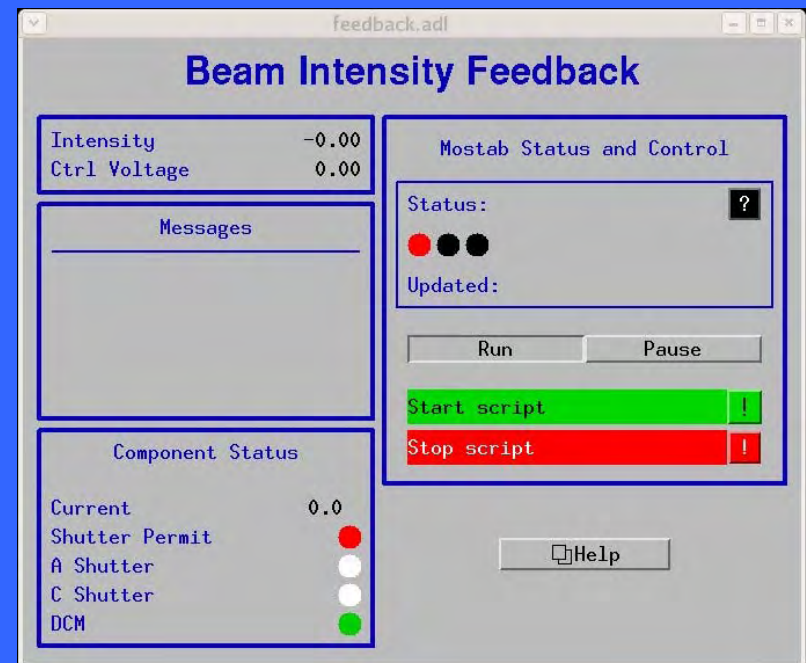 feedback.adl
Beam Intensity Feedback
Intensity -0.00
Ctrl Voltage 0.00
Messages
Component Status
Current 0.0
Shutter Permit
A Shutter
C Shutter
DCM
Mostab Status and Control
Status: ?
Updated:
Run Pause
Start script !
Stop script !
Help